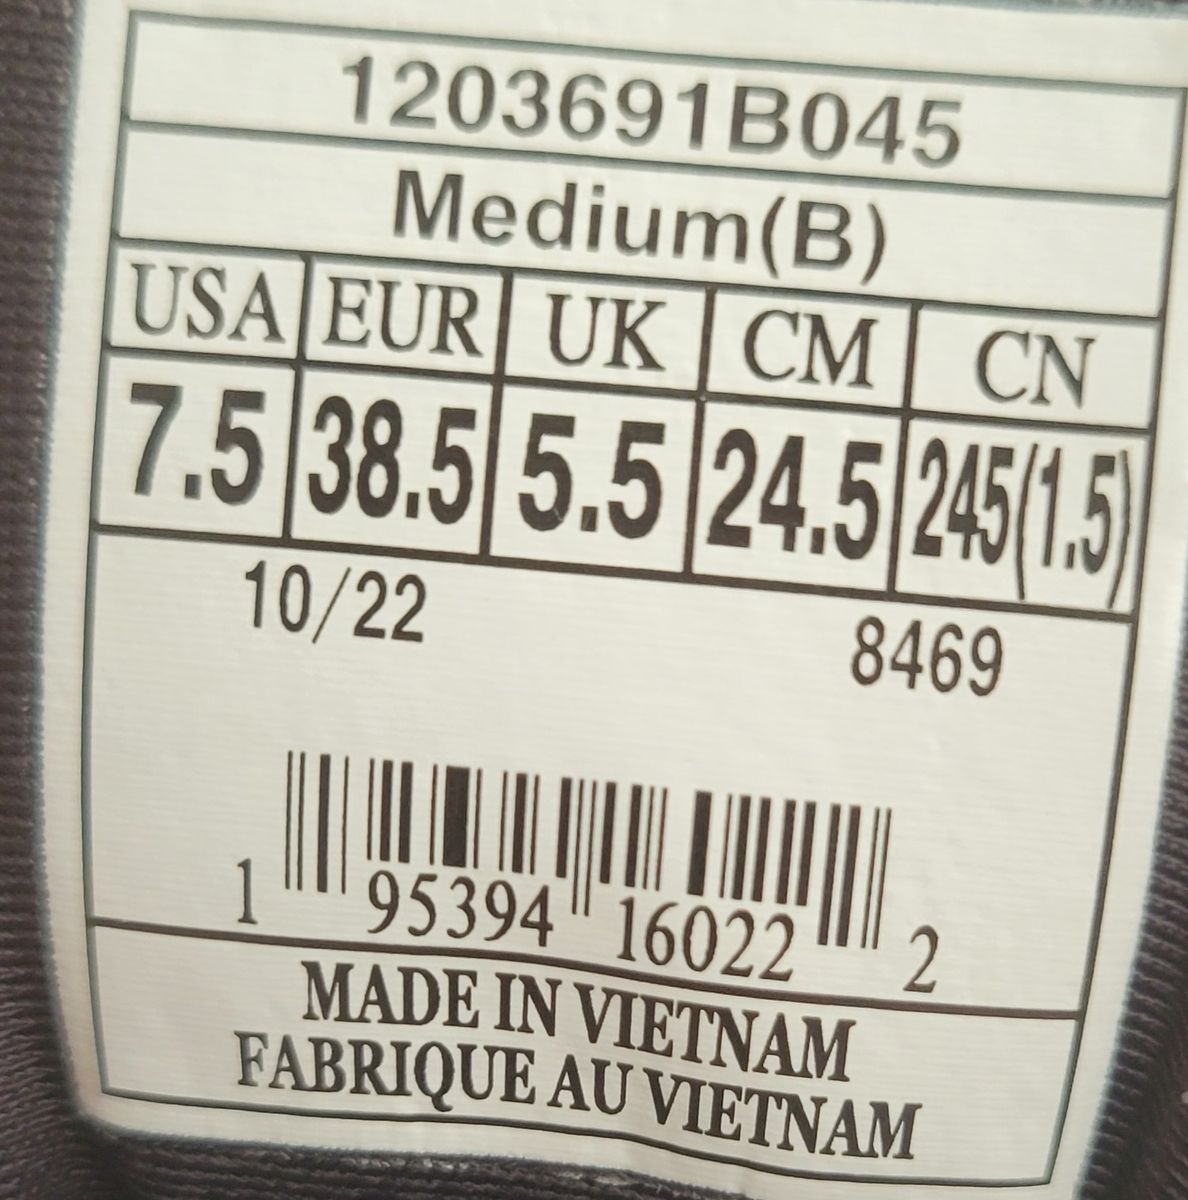 1203691B045
Medium(B)
USA EUR UK CM CN
7.5 38.5 5.5 24.5 245(1.5)
10/22 8469
1 95394 16022 2
MADE IN VIETNAM
FABRIQUE AU VIETNAM